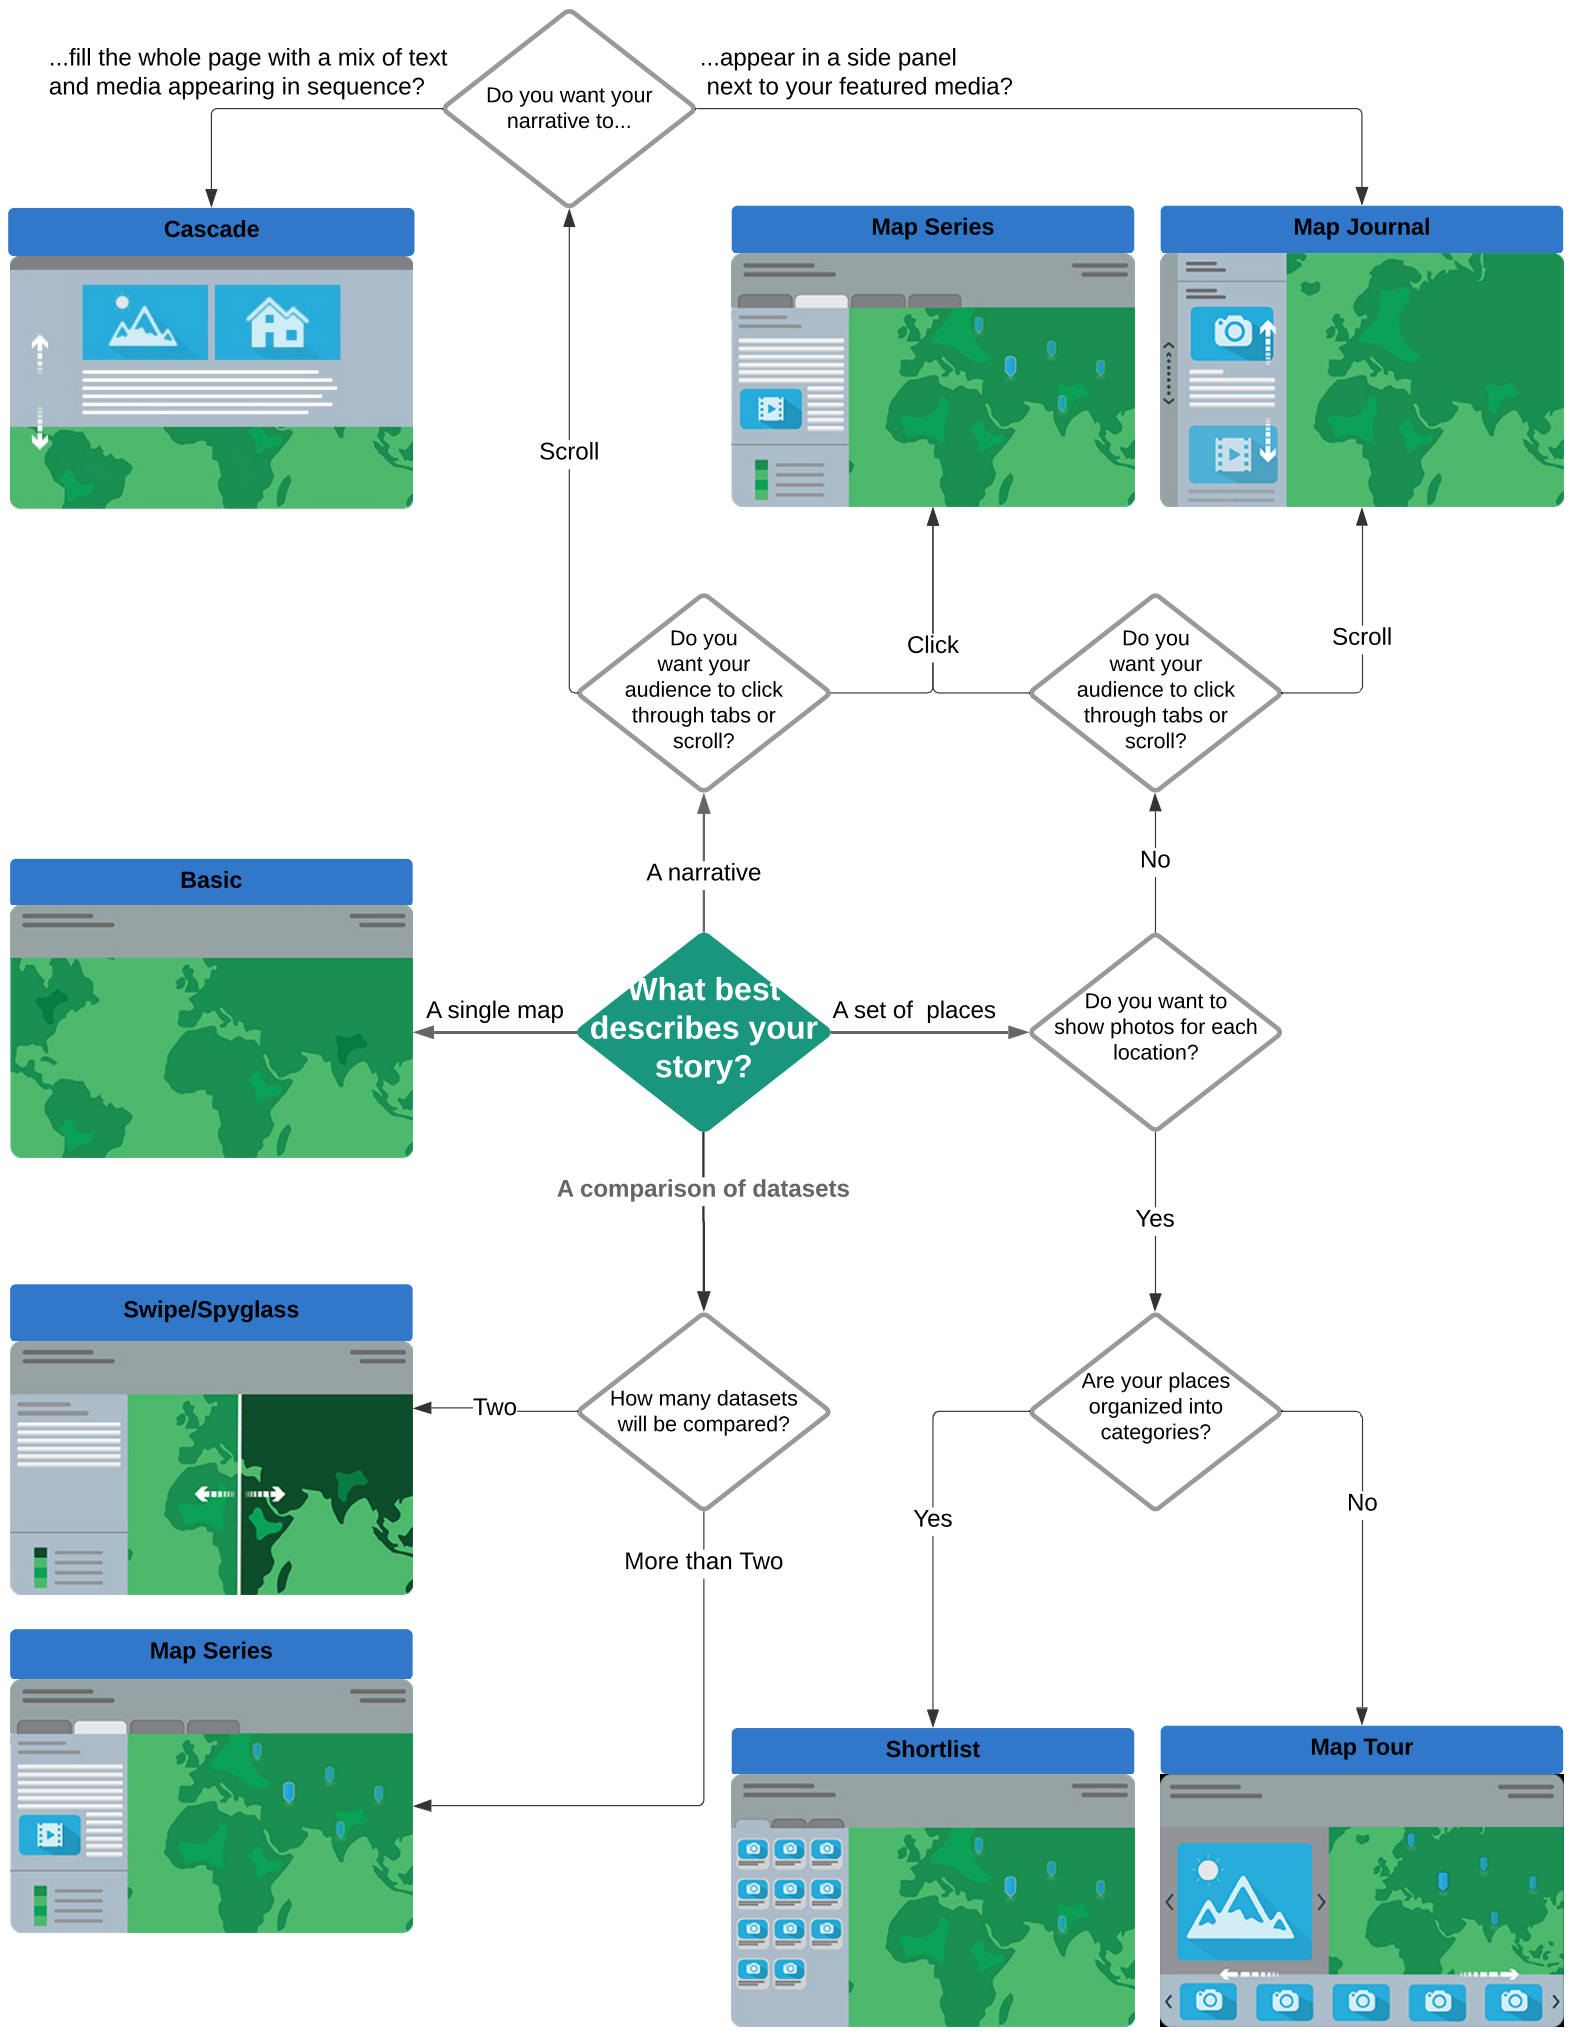 ...fill the whole page with a mix of text
and media appearing in sequence?
Do you want your
narrative to...
...appear in a side panel
next to your featured media?
Cascade
Map Series
Map Journal
Scroll
Do you
want your
audience to click
through tabs or
scroll?
Click
Do you
want your
audience to click
through tabs or
scroll?
Scroll
A narrative
No
Basic
A single map
What best
describes your
story?
A set of  places
Do you want to
show photos for each
location?
A comparison of datasets
Yes
Swipe/Spyglass
Two
How many datasets
will be compared?
Are your places
organized into
categories?
More than Two
Yes
No
Map Series
Shortlist
Map Tour